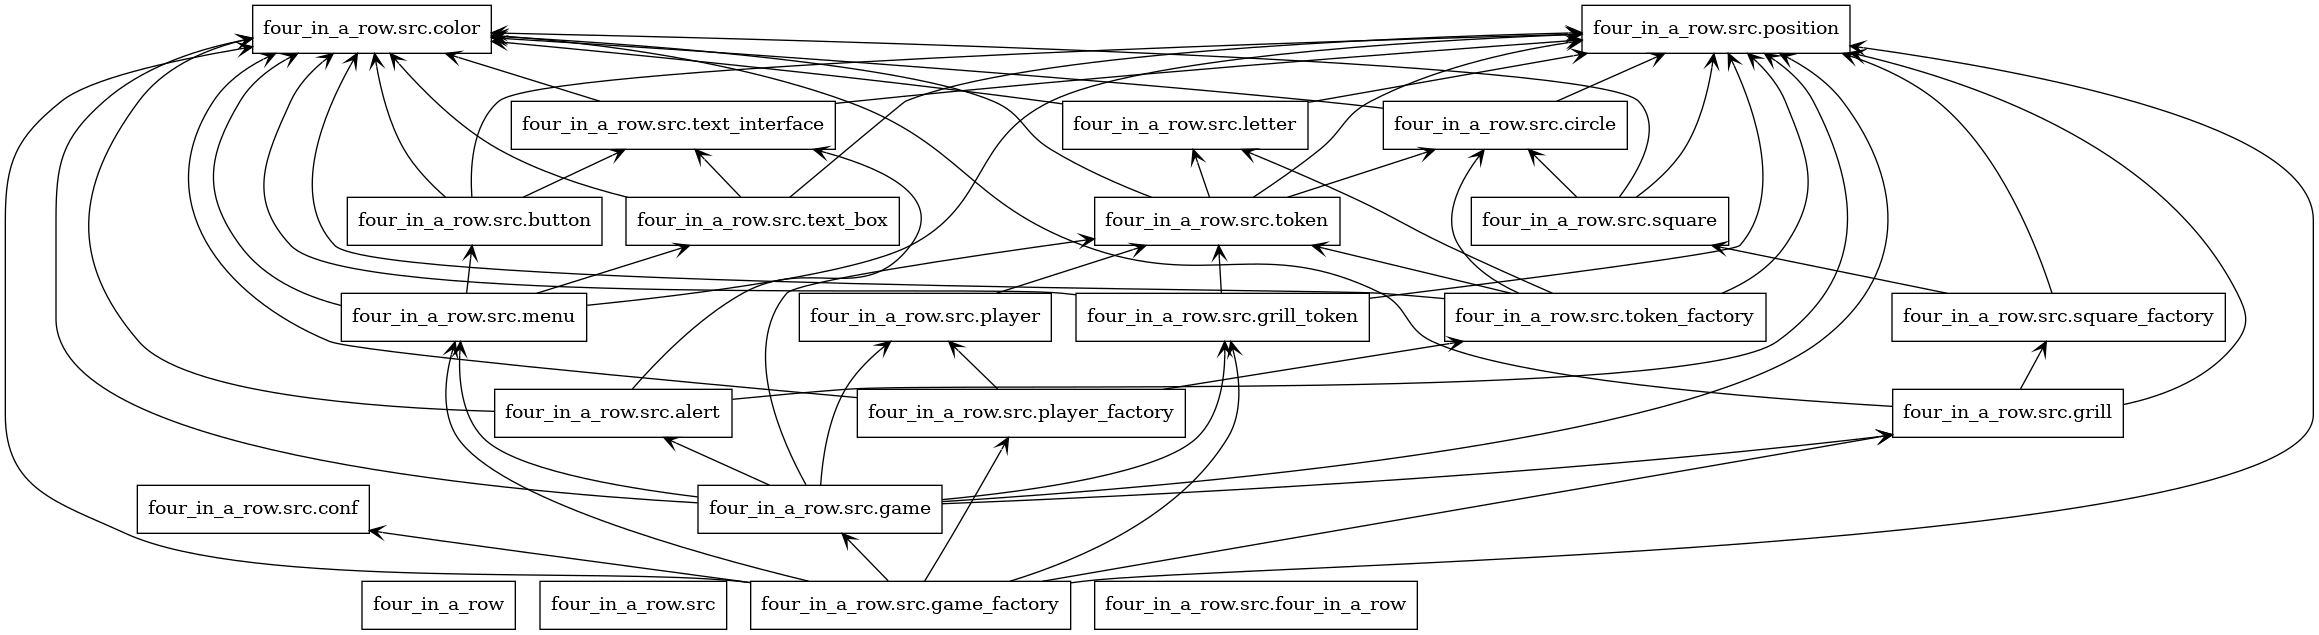 four_in_a_row.src.color
four_in_a_row.src.position
four_in_a_row.src.text_interface
four_in_a_row.src.letter
four_in_a_row.src.circle
four_in_a_row.src.button
four_in_a_row.src.text_box
four_in_a_row.src.token
four_in_a_row.src.square
four_in_a_row.src.menu
four_in_a_row.src.player
four_in_a_row.src.grill_token
four_in_a_row.src.token_factory
four_in_a_row.src.square_factory
four_in_a_row.src.alert
four_in_a_row.src.player_factory
four_in_a_row.src.grill
four_in_a_row.src.conf
four_in_a_row.src.game
four_in_a_row
four_in_a_row.src
four_in_a_row.src.game_factory
four_in_a_row.src.four_in_a_row